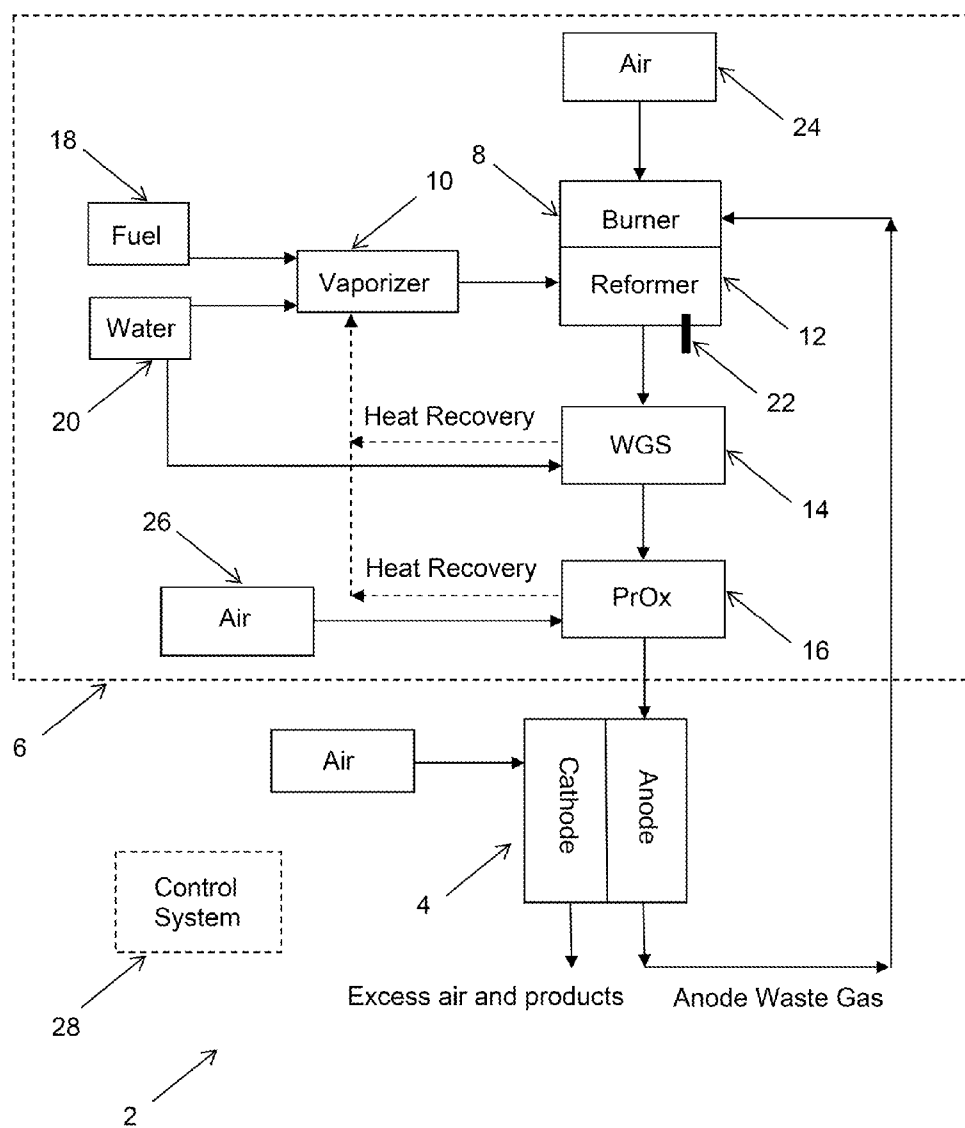 Air
24
18
8
10
Burner
Fuel
Vaporizer
Reformer
Water
12
22
20
Heat Recovery
WGS
14
26
Heat Recovery
PrOx
Air
16
6
Air
Cathode
Anode
4
Control
System
Excess air and products
Anode Waste Gas
28
2